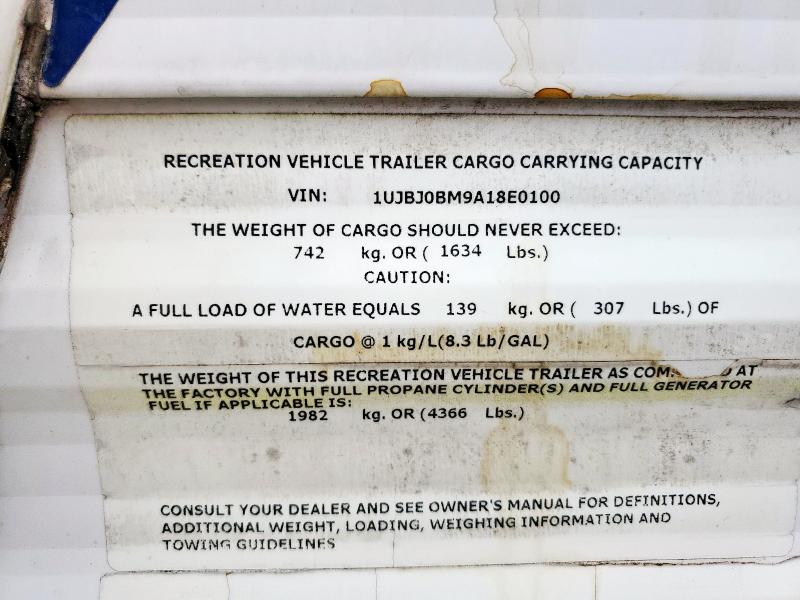 RECREATION VEHICLE TRAILER CARGO CARRYING CAPACITY
VIN: 1UJBJ0BM9A18E0100
THE WEIGHT OF CARGO SHOULD NEVER EXCEED:
742 kg. OR ( 1634 Lbs.)
CAUTION:
A FULL LOAD OF WATER EQUALS 139 kg. OR ( 307 Lbs.) OF
CARGO @ 1 kg/L(8.3 Lb/GAL)
THE WEIGHT OF THIS RECREATION VEHICLE TRAILER AS AT
THE FACTORY WITH FULL PROPANE CYLINDER(S) AND FULL GENERATOR
FUEL IF APPLICABLE IS:
1982 kg. OR (4366 Lbs.)
CONSULT YOUR DEALER AND SEE OWNER'S MANUAL FOR DEFINITIONS,
ADDITIONAL WEIGHT, LOADING, WEIGHING INFORMATION AND
TOWING GUIDELINES